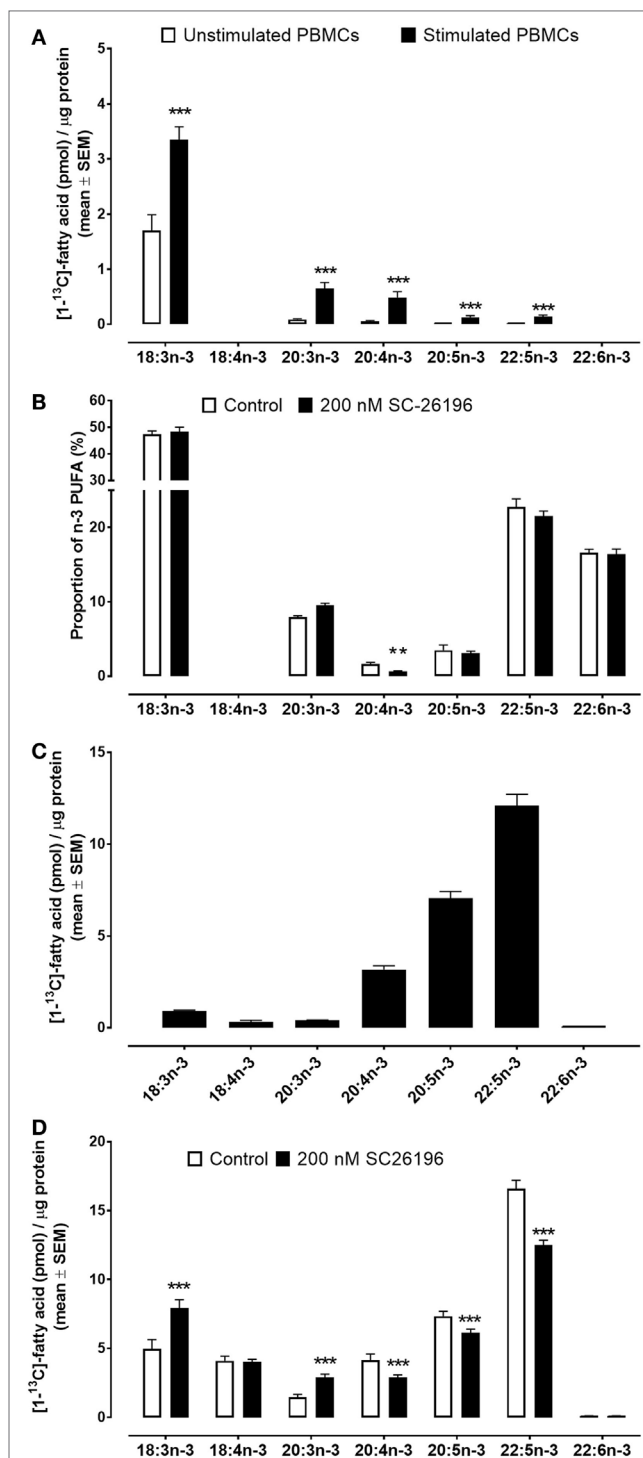 A
Unstimulated PBMCs Stimulated PBMCs
[1-¹³C]-fatty acid (pmol) / μg protein
(mean ± SEM)
5
4
3
2
1
0
***
***
***
***
***
18:3n-3 18:4n-3 20:3n-3 20:4n-3 20:5n-3 22:5n-3 22:6n-3
B
Control 200 nM SC-26196
Proportion of n-3 PUFA (%)
60
50
40
30
20
10
0
**
18:3n-3 18:4n-3 20:3n-3 20:4n-3 20:5n-3 22:5n-3 22:6n-3
C
[1-¹³C]-fatty acid (pmol) / μg protein
(mean ± SEM)
15
10
5
0
18:3n-3 18:4n-3 20:3n-3 20:4n-3 20:5n-3 22:5n-3 22:6n-3
D
Control 200 nM SC26196
[1-¹³C]-fatty acid (pmol) / μg protein
(mean ± SEM)
20
15
10
5
0
***
***
***
***
***
18:3n-3 18:4n-3 20:3n-3 20:4n-3 20:5n-3 22:5n-3 22:6n-3